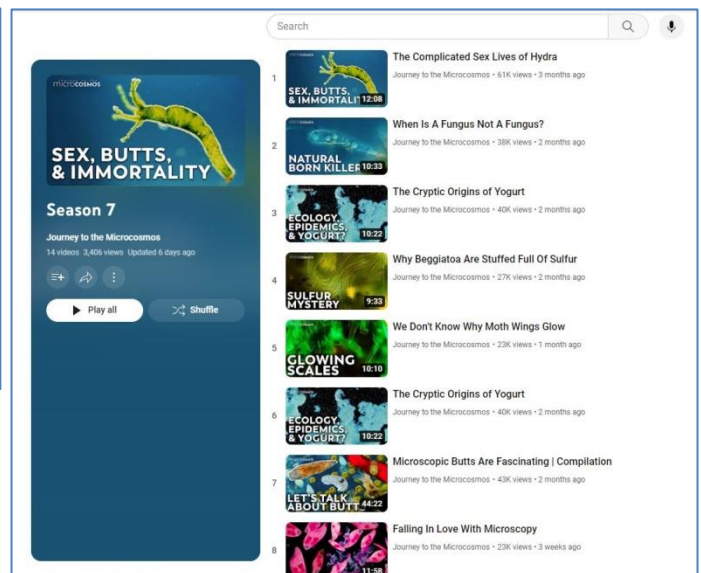 Search
microcosmos
SEX, BUTTS,
& IMMORTALITY
Season 7
Journey to the Microcosmos
14 videos 3,406 views Updated 6 days ago
Play all
Shuffle
1
SEX, BUTTS,
& IMMORTALI
12:08
The Complicated Sex Lives of Hydra
Journey to the Microcosmos • 61K views • 3 months ago
2
NATURAL
BORN KILLER
10:33
When Is A Fungus Not A Fungus?
Journey to the Microcosmos • 38K views • 2 months ago
3
ECOLOGY,
EPIDEMICS,
& YOGURT?
10:22
The Cryptic Origins of Yogurt
Journey to the Microcosmos • 40K views • 2 months ago
4
SULFUR
MYSTERY
9:33
Why Beggiatoa Are Stuffed Full Of Sulfur
Journey to the Microcosmos • 27K views • 2 months ago
5
GLOWING
SCALES
10:10
We Don't Know Why Moth Wings Glow
Journey to the Microcosmos • 23K views • 1 month ago
6
ECOLOGY,
EPIDEMICS,
& YOGURT?
10:22
The Cryptic Origins of Yogurt
Journey to the Microcosmos • 40K views • 2 months ago
7
LET'S TALK
ABOUT BUTT
44:22
Microscopic Butts Are Fascinating | Compilation
Journey to the Microcosmos • 43K views • 2 months ago
8
11:58
Falling In Love With Microscopy
Journey to the Microcosmos • 23K views • 3 weeks ago